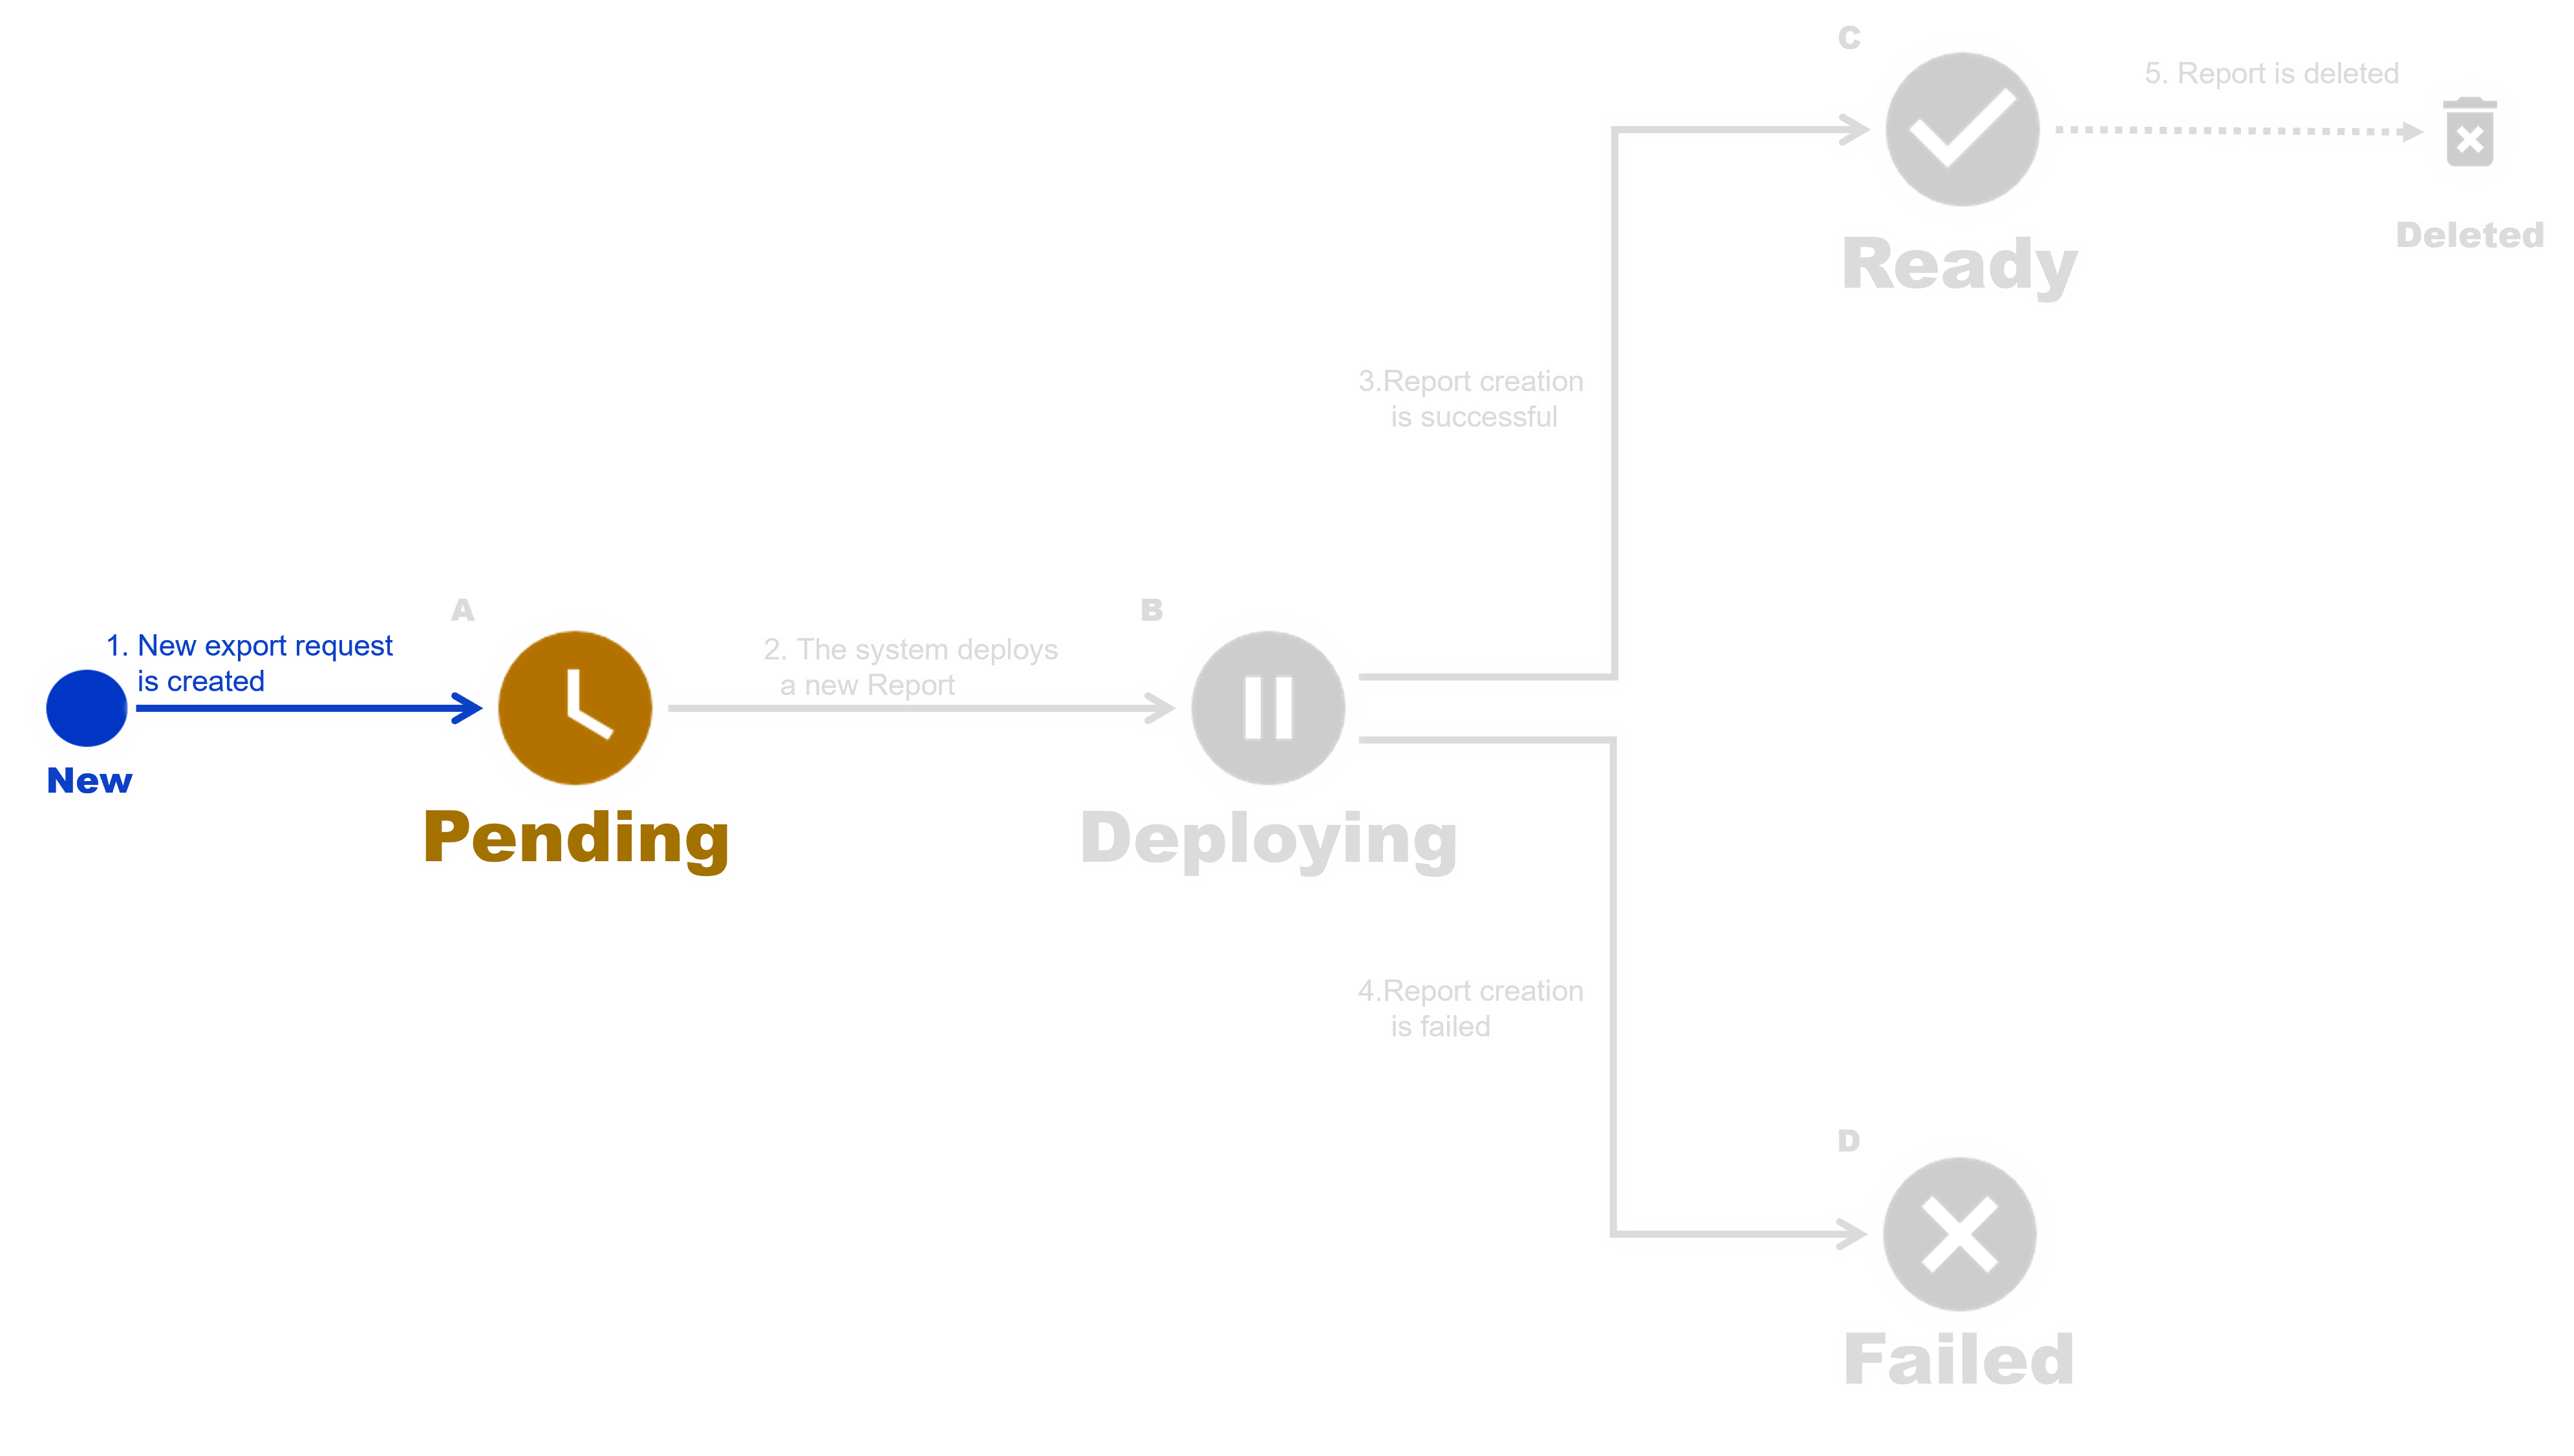 C
5. Report is deleted
Ready
Deleted
3.Report creation
is successful
A
B
1. New export request
is created
2. The system deploys
a new Report
New
Pending
Deploying
4.Report creation
is failed
D
Failed